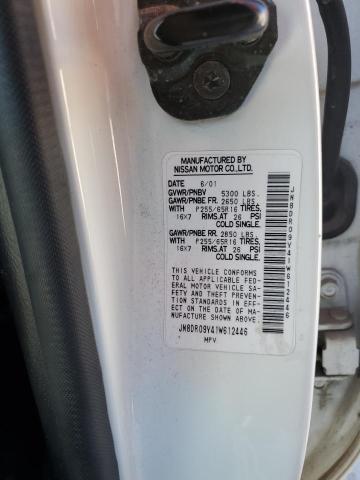 MANUFACTURED BY
NISSAN MOTOR CO., LTD.
DATE 6/01
GVWR/PNBV 5300 LBS.
GAWR/PNBE FR. 2650 LBS.
WITH P255/65R16 TIRES,
16X7 RIMS,AT 26 PSI
COLD SINGLE.
GAWR/PNBE RR. 2850 LBS.
WITH P255/65R16 TIRES,
16X7 RIMS,AT 26 PSI
COLD SINGLE.
THIS VEHICLE CONFORMS
TO ALL APPLICABLE FED-
ERAL MOTOR VEHICLE SA-
FETY AND THEFT PREVENTION
STANDARDS IN EFF-
ECT ON THE DATE OF MA-
NUFACTURE SHOWN ABOVE.
JN8DR09Y41W612446
MPV
JN8DR09Y41W612446